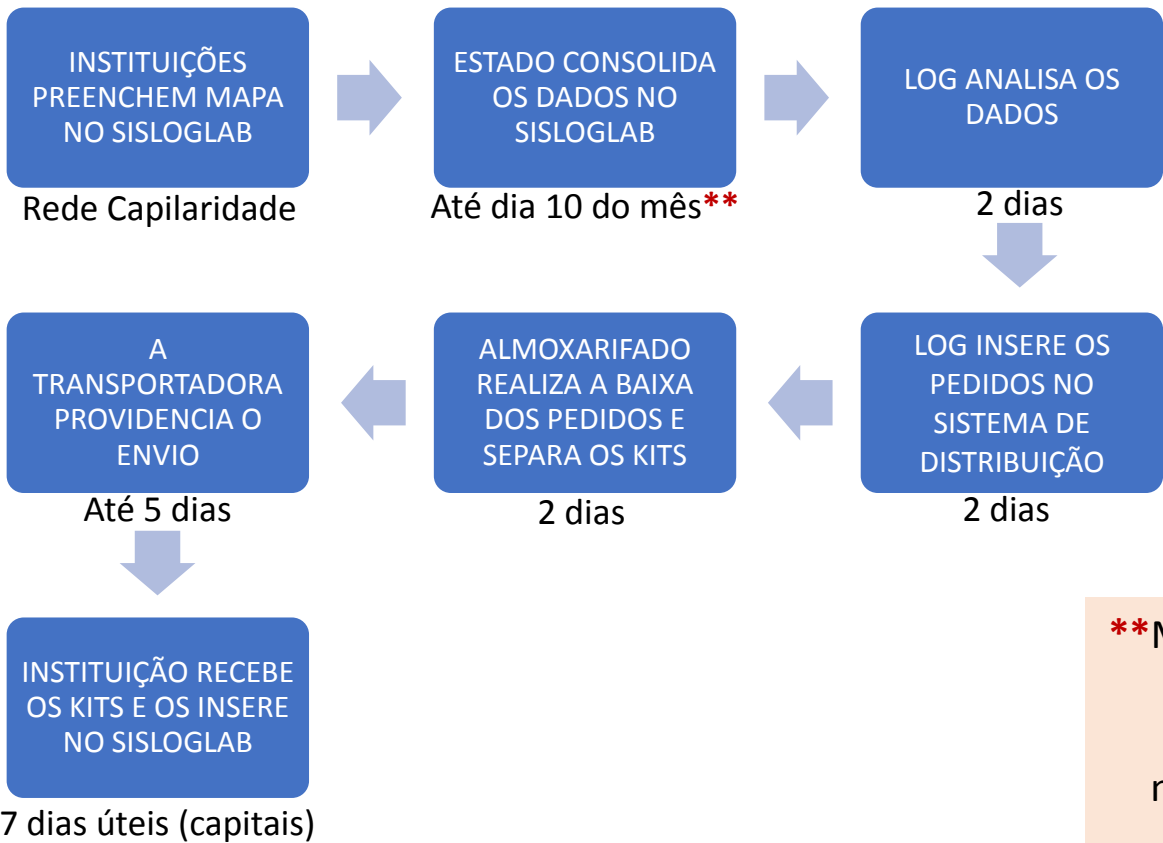 INSTITUIÇÕES
PREENCHEM MAPA
NO SISLOGLAB
Rede Capilaridade
ESTADO CONSOLIDA
OS DADOS NO
SISLOGLAB
Até dia 10 do mês**
LOG ANALISA OS
DADOS
2 dias
LOG INSERE OS
PEDIDOS NO
SISTEMA DE
DISTRIBUIÇÃO
2 dias
ALMOXARIFADO
REALIZA A BAIXA
DOS PEDIDOS E
SEPARA OS KITS
2 dias
A
TRANSPORTADORA
PROVIDENCIA O
ENVIO
Até 5 dias
INSTITUIÇÃO RECEBE
OS KITS E OS INSERE
NO SISLOGLAB
7 dias úteis (capitais)
**